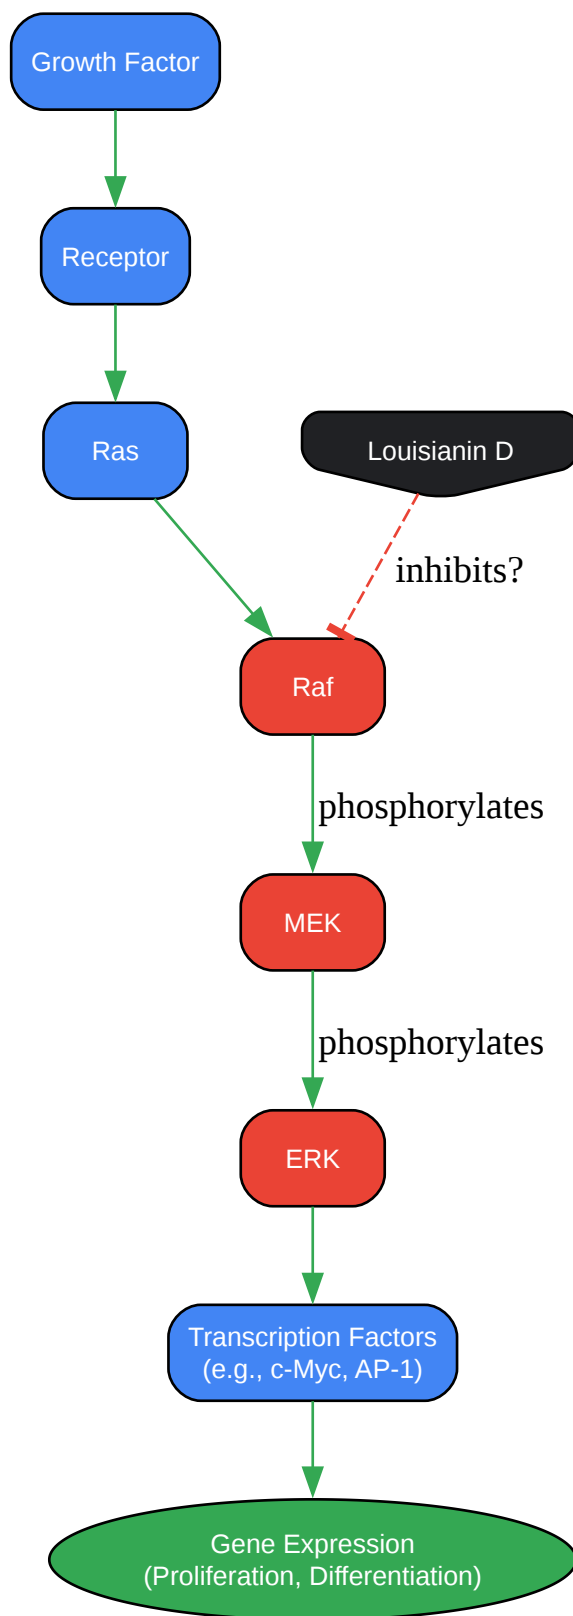 Growth Factor
Receptor
Ras
Louisianin D
inhibits?
Raf
phosphorylates
MEK
phosphorylates
ERK
Transcription Factors
(e.g., c-Myc, AP-1)
Gene Expression
(Proliferation, Differentiation)